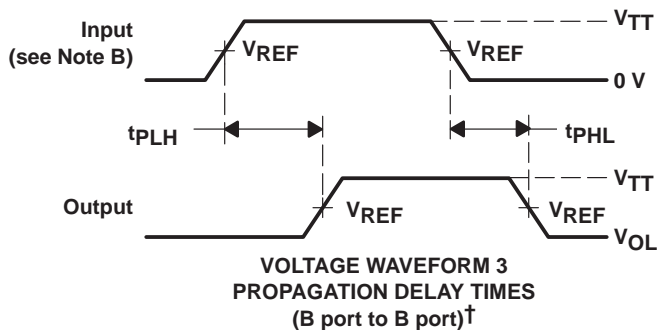 Input
(see Note B)
VREF
VREF
VTT
0 V
tPLH
tPHL
Output
VREF
VREF
VTT
VOL
VOLTAGE WAVEFORM 3
PROPAGATION DELAY TIMES
(B port to B port)†